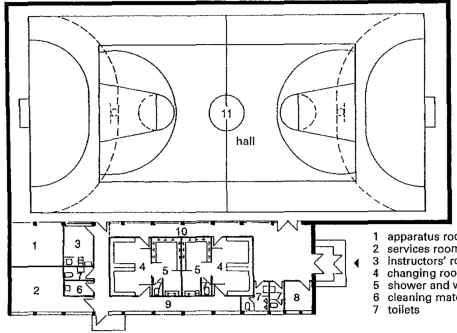 11
hall
10
1
3
4
5
5
4
7
2
6
9
7
8
1 apparatus roo
2 services room
3 instructors' ro
4 changing roo
5 shower and w
6 cleaning mate
7 toilets